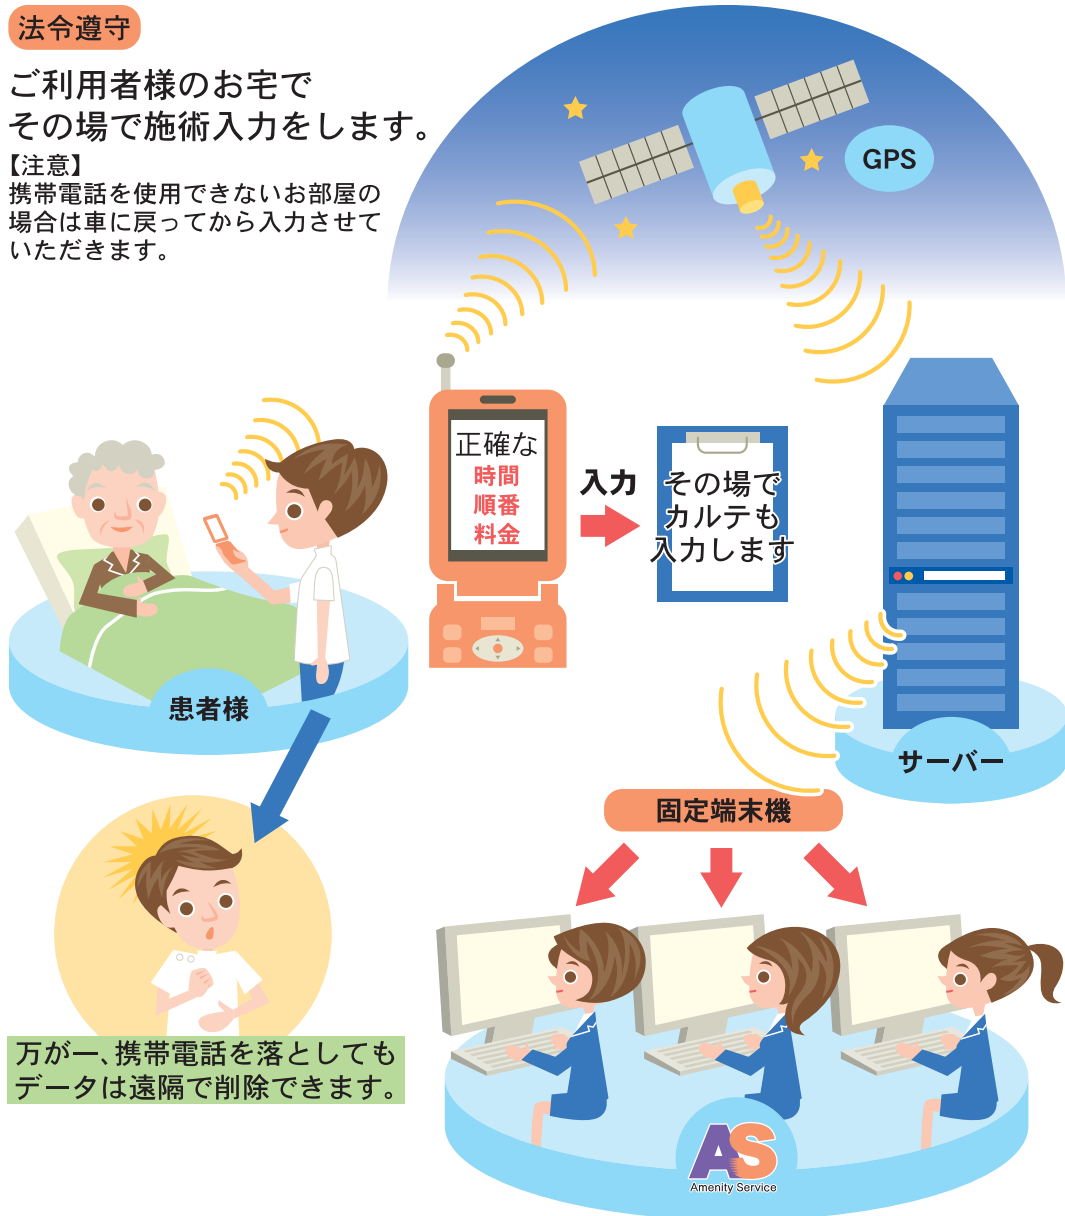 法令遵守
ご利用者様のお宅で
その場で施術入力をします。
【注意】
携帯電話を使用できないお部屋の
場合は車に戻ってから入力させて
いただきます。
GPS
正確な
時間
順番
料金
入力
その場で
カルテも
入力します
患者様
サーバー
固定端末機
万が一、携帯電話を落としても
データは遠隔で削除できます。
AS
Amenity Service